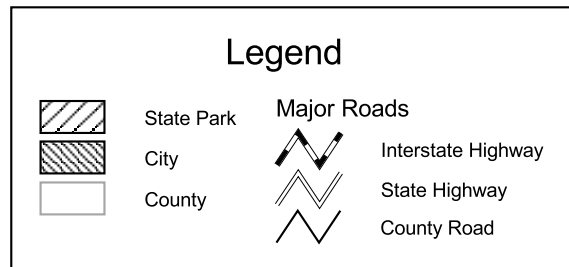 Legend
State Park
City
County
Major Roads
Interstate Highway
State Highway
County Road